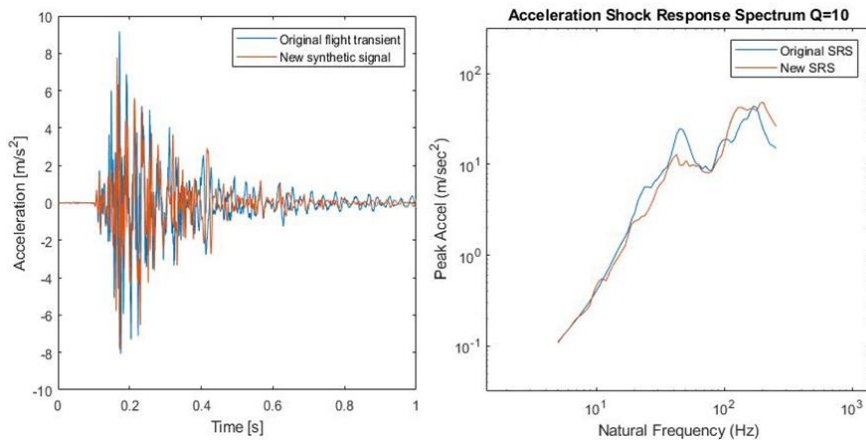 10
8
6
4
2
0
-2
-4
-6
-8
-10
Acceleration [m/s²]
0
0.2
0.4
0.6
0.8
1
Time [s]
Original flight transient
New synthetic signal
Acceleration Shock Response Spectrum Q=10
Original SRS
New SRS
10²
10¹
10⁰
10⁻¹
Peak Accel (m/sec²)
10¹
10²
10³
Natural Frequency (Hz)